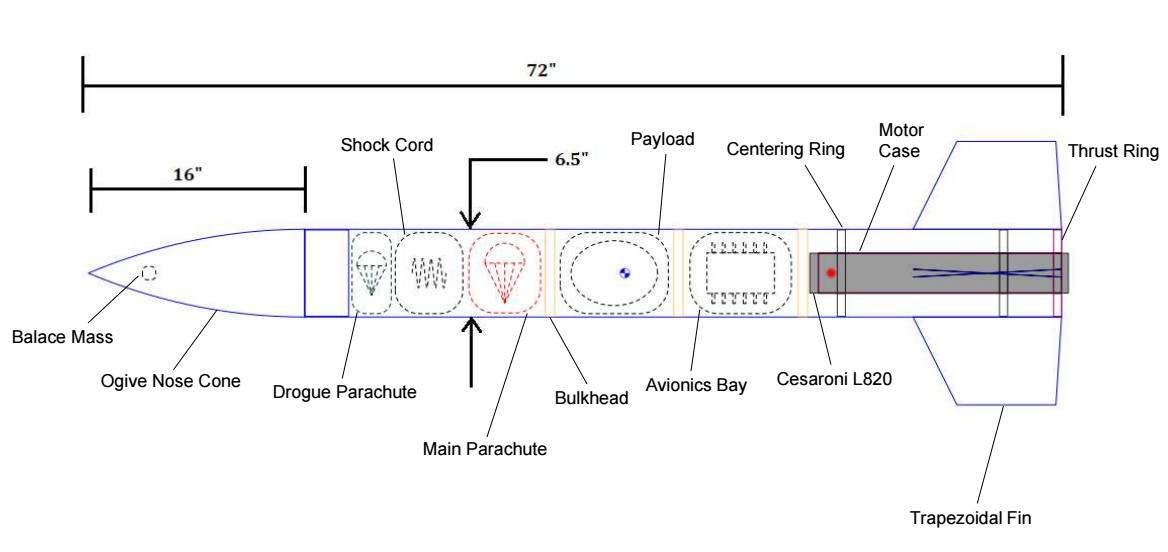 72"
Shock Cord
6.5"
Payload
Centering Ring
Motor
Case
Thrust Ring
16"
Balace Mass
Ogive Nose Cone
Drogue Parachute
Main Parachute
Bulkhead
Avionics Bay
Cesaroni L820
Trapezoidal Fin